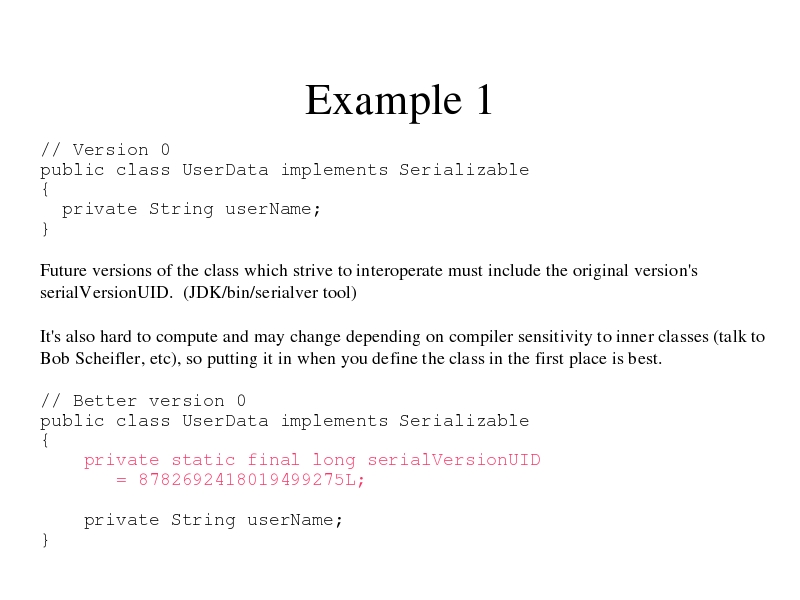 Example 1
// Version 0
public class UserData implements Serializable
{
  private String userName;
}
Future versions of the class which strive to interoperate must include the original version's
serialVersionUID.  (JDK/bin/serialver tool)
It's also hard to compute and may change depending on compiler sensitivity to inner classes (talk to
Bob Scheifler, etc), so putting it in when you define the class in the first place is best.
// Better version 0
public class UserData implements Serializable
{
    private static final long serialVersionUID
       = 8782692418019499275L;
    private String userName;
}